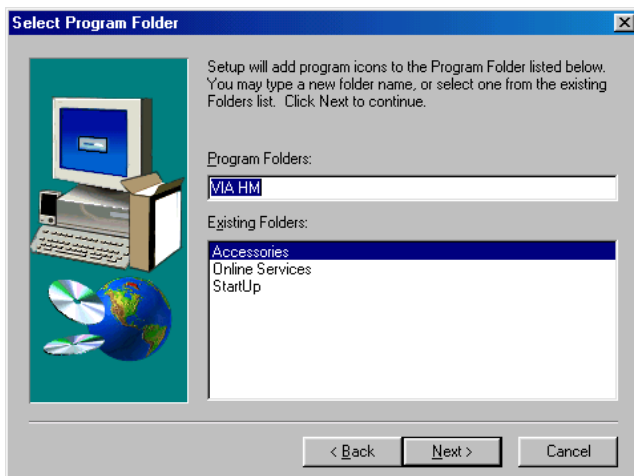 Select Program Folder
Setup will add program icons to the Program Folder listed below.
You may type a new folder name, or select one from the existing
Folders list. Click Next to continue.
Program Folders:
VIA HM
Existing Folders:
Accessories
Online Services
StartUp
< Back
Next >
Cancel